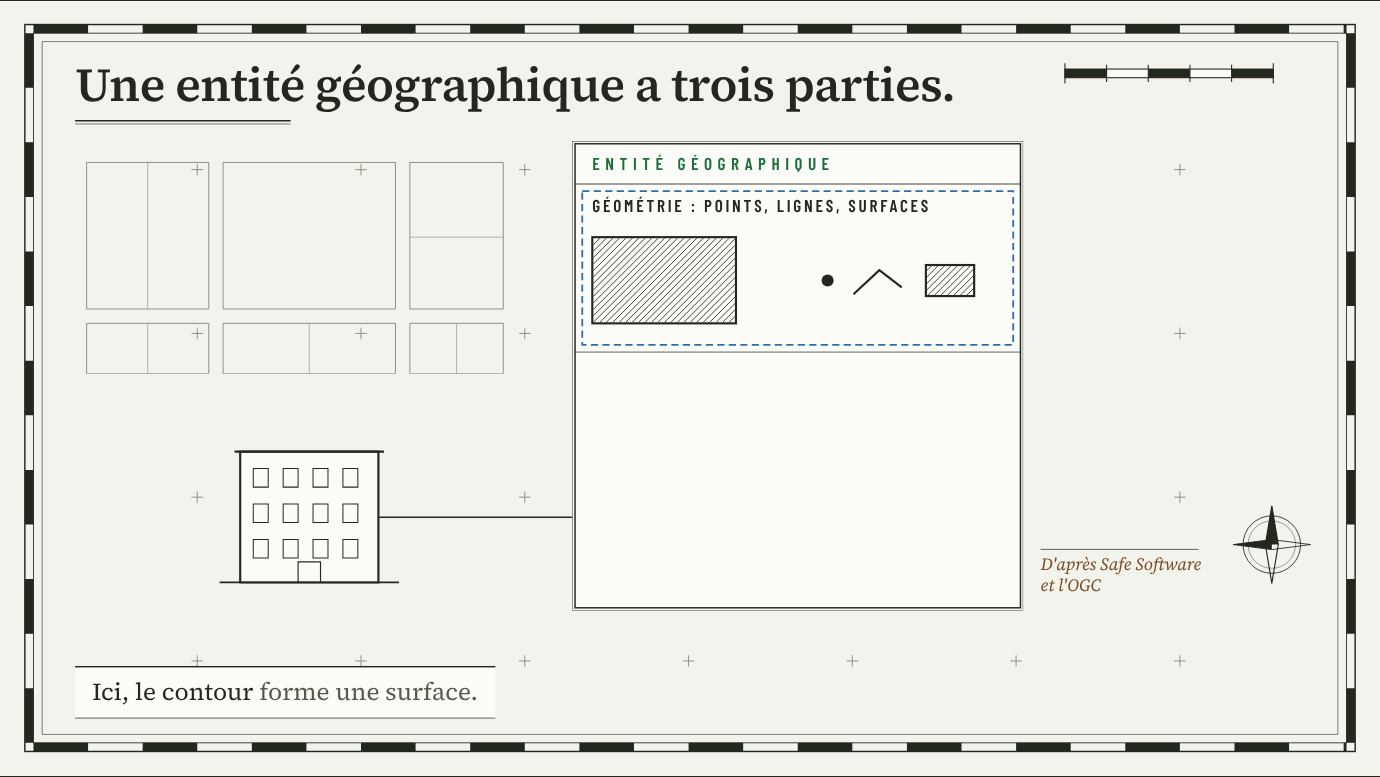 Une entité géographique a trois parties.
ENTITÉ GÉOGRAPHIQUE
GÉOMÉTRIE : POINTS, LIGNES, SURFACES
D'après Safe Software
et l'OGC
Ici, le contour forme une surface.